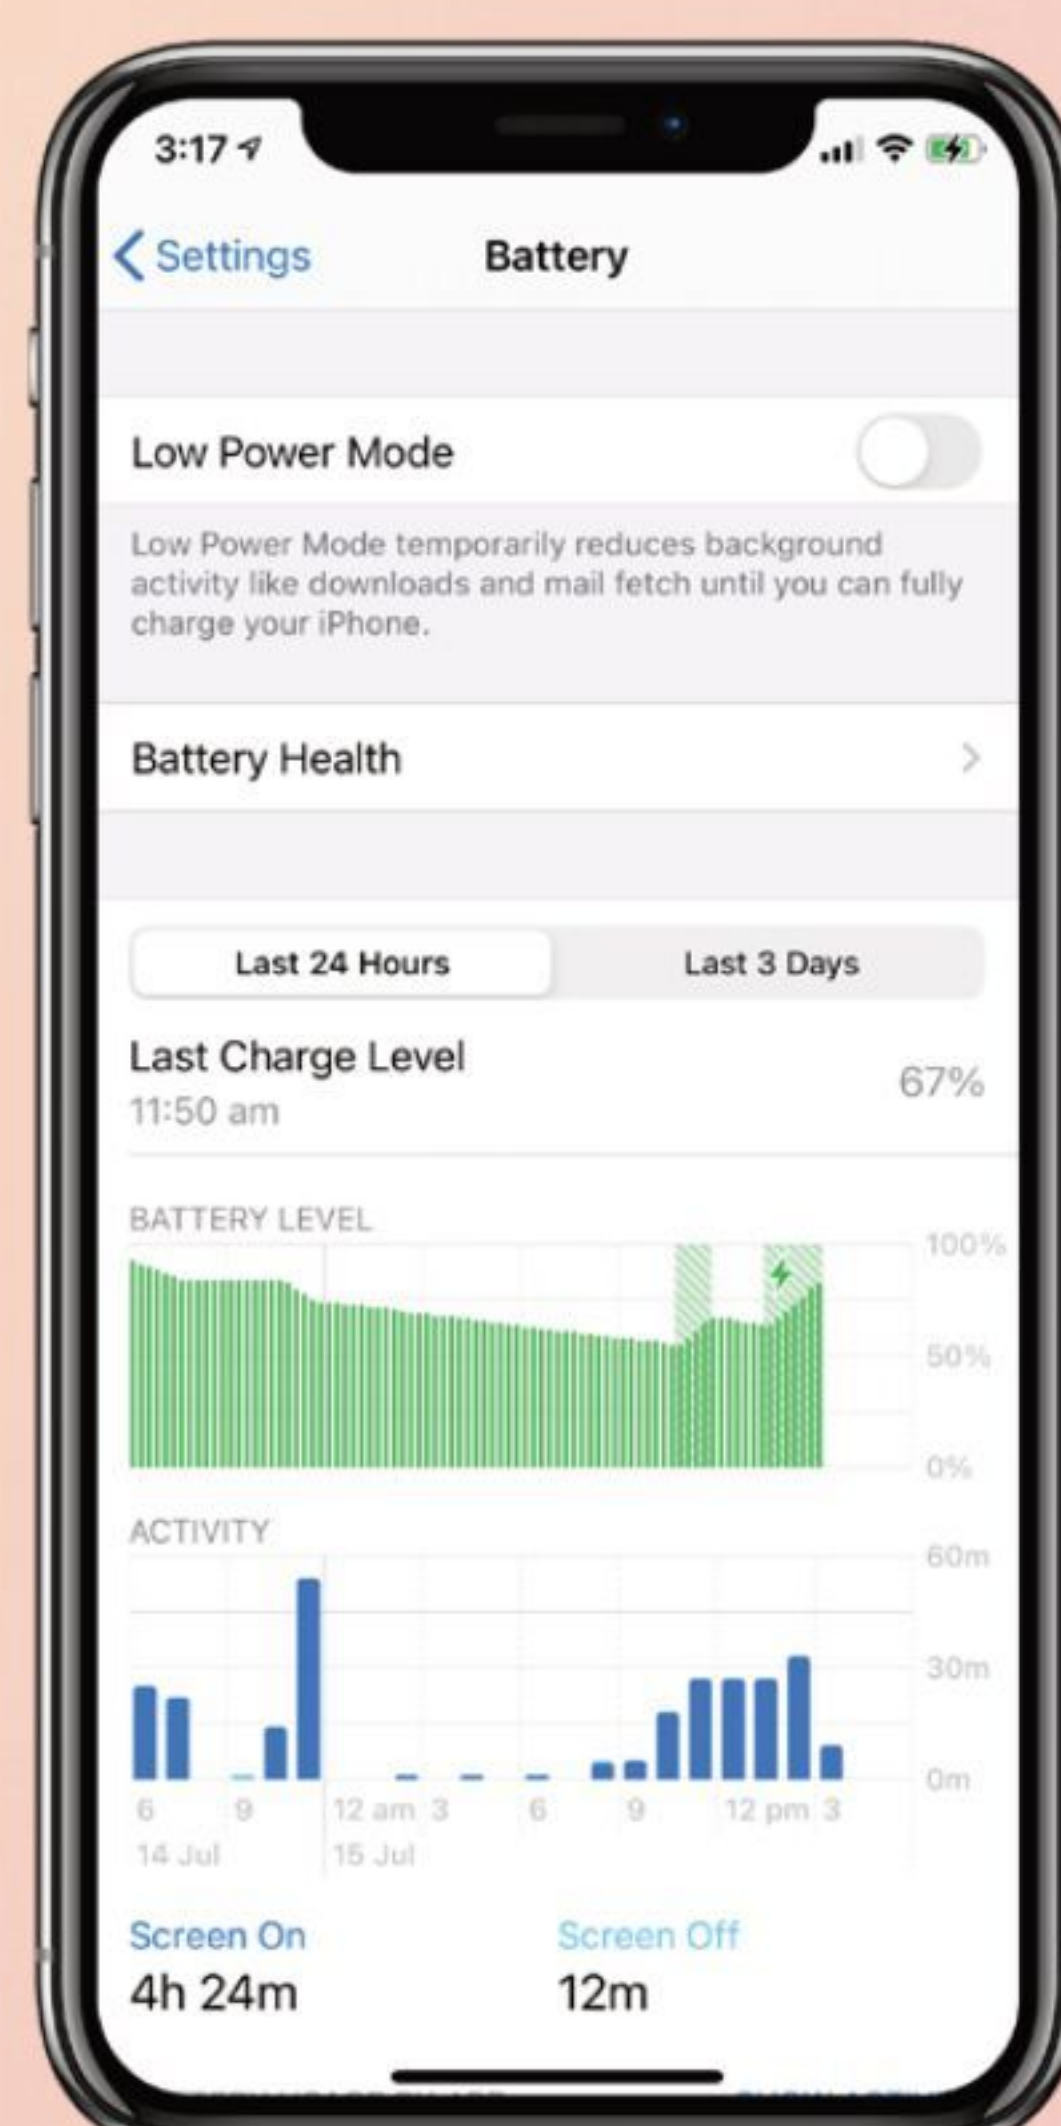 3:17
Settings
Battery
Low Power Mode
Low Power Mode temporarily reduces background
activity like downloads and mail fetch until you can fully
charge your iPhone.
Battery Health
Last 24 Hours Last 3 Days
Last Charge Level
11:50 am
67%
BATTERY LEVEL
100%
50%
0%
ACTIVITY
60m
30m
0m
6 9 12 am 3 6 9 12 pm 3
14 Jul 15 Jul
Screen On Screen Off
4h 24m 12m